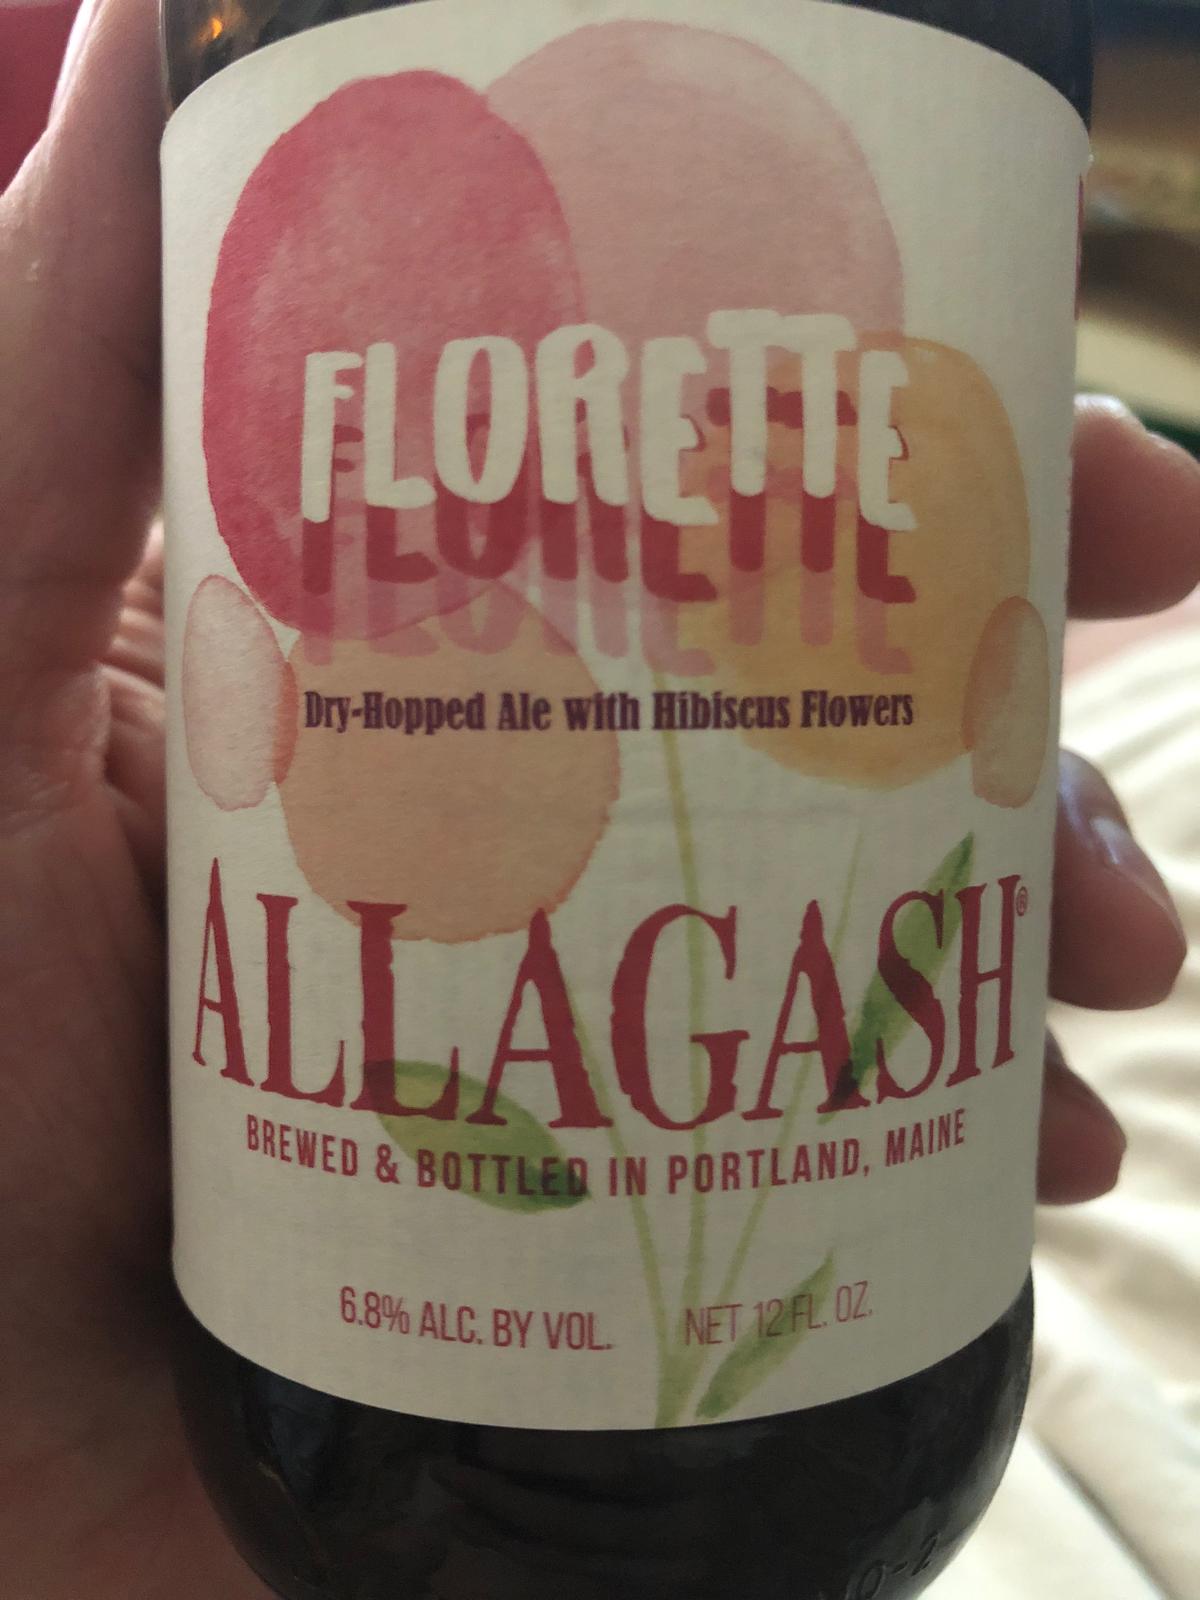 FLORETTE
Dry-Hopped Ale with Hibiscus Flowers
ALLAGASH®
BREWED & BOTTLED IN PORTLAND, MAINE
6.8% ALC. BY VOL. NET 12 FL. OZ.